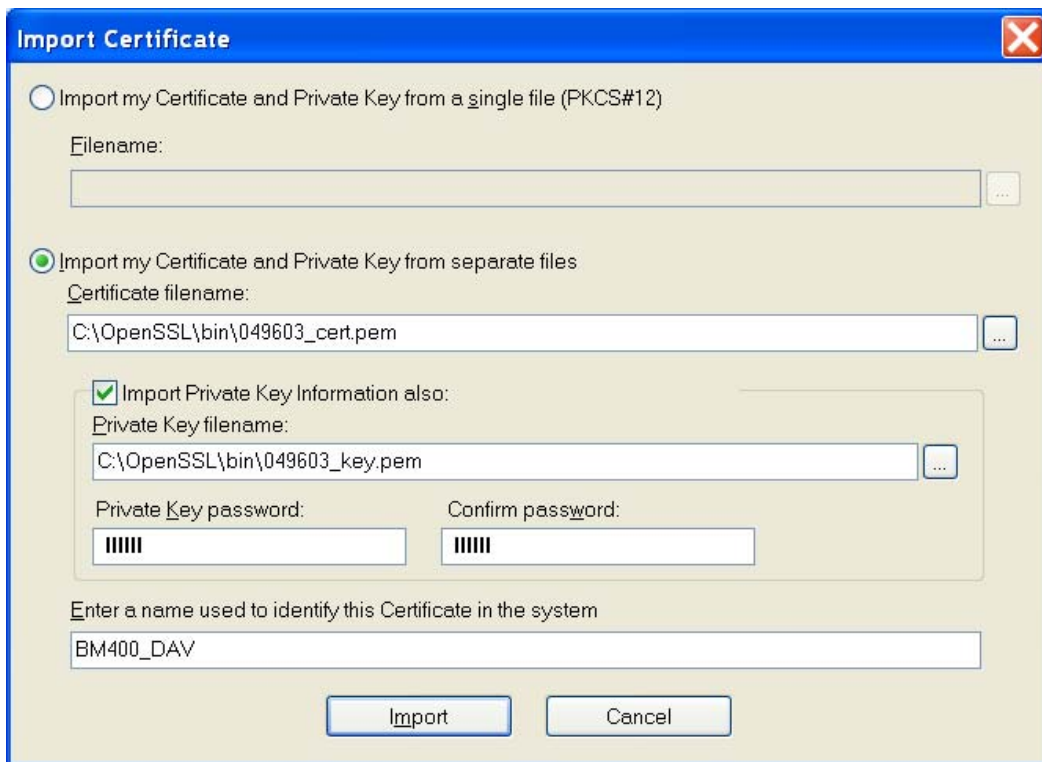 Import Certificate
Import my Certificate and Private Key from a single file (PKCS#12)
Filename:
...
Import my Certificate and Private Key from separate files
Certificate filename:
C:\OpenSSL\bin\049603_cert.pem
...
Import Private Key Information also:
Private Key filename:
C:\OpenSSL\bin\049603_key.pem
...
Private Key password: Confirm password:
Enter a name used to identify this Certificate in the system
BM400_DAV
Import Cancel